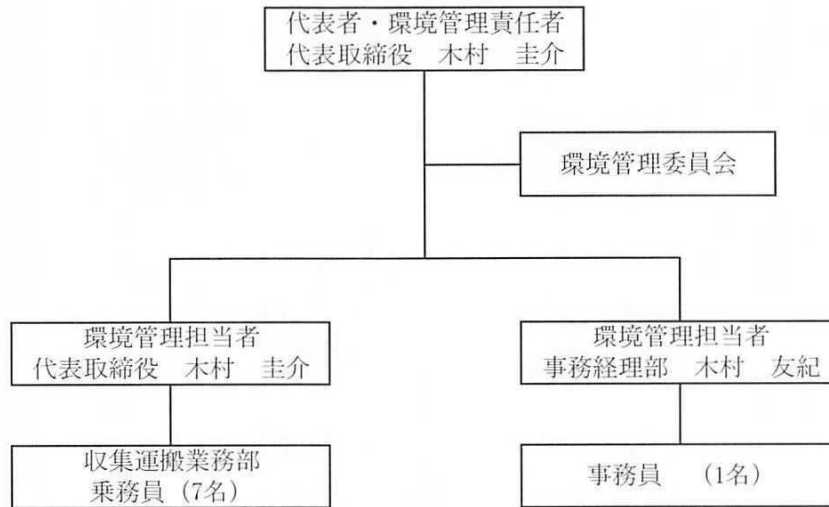 代表者・環境管理責任者
代表取締役　木村　圭介
環境管理委員会
環境管理担当者
代表取締役　木村　圭介
環境管理担当者
事務経理部　木村　友紀
収集運搬業務部
乗務員（7名）
事務員　（1名）